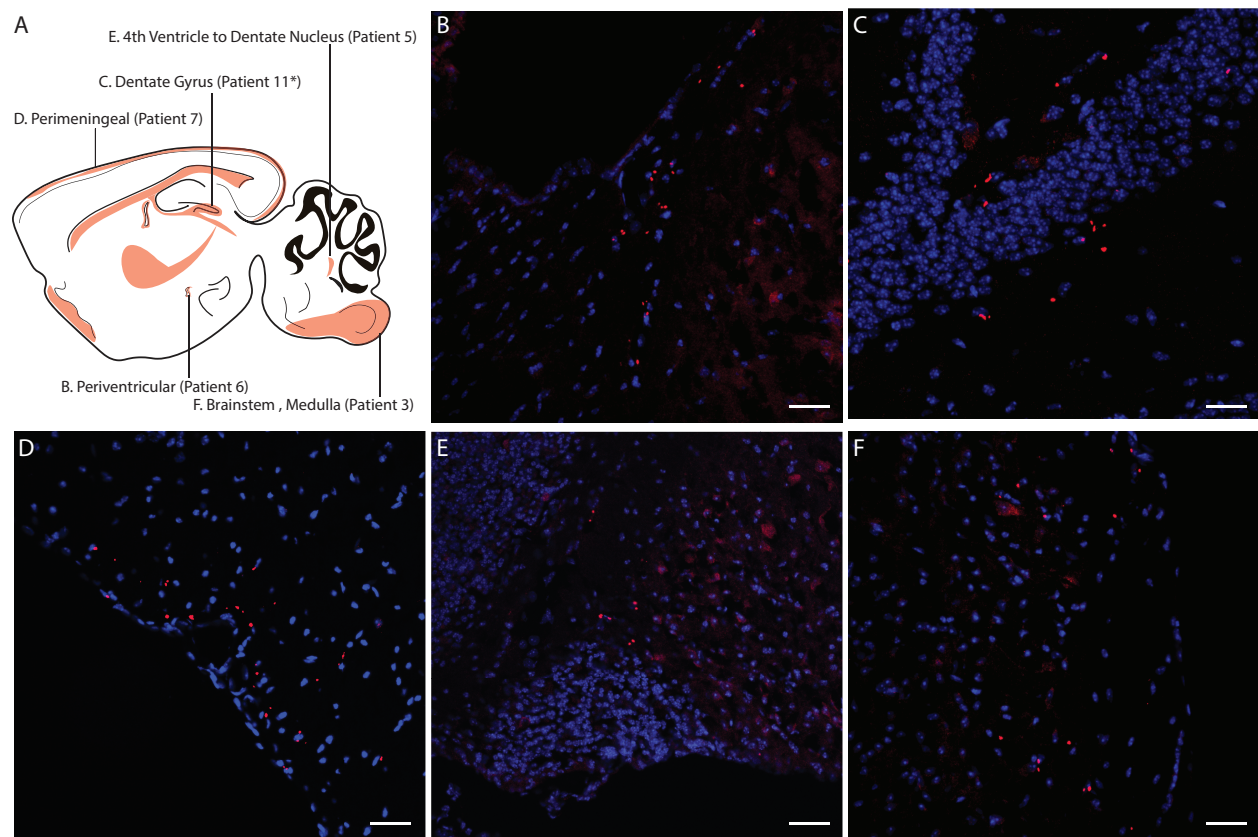 A
E. 4th Ventricle to Dentate Nucleus (Patient 5)
C. Dentate Gyrus (Patient 11*)
D. Perimeningeal (Patient 7)
B. Periventricular (Patient 6)
F. Brainstem , Medulla (Patient 3)
B
C
D
E
F